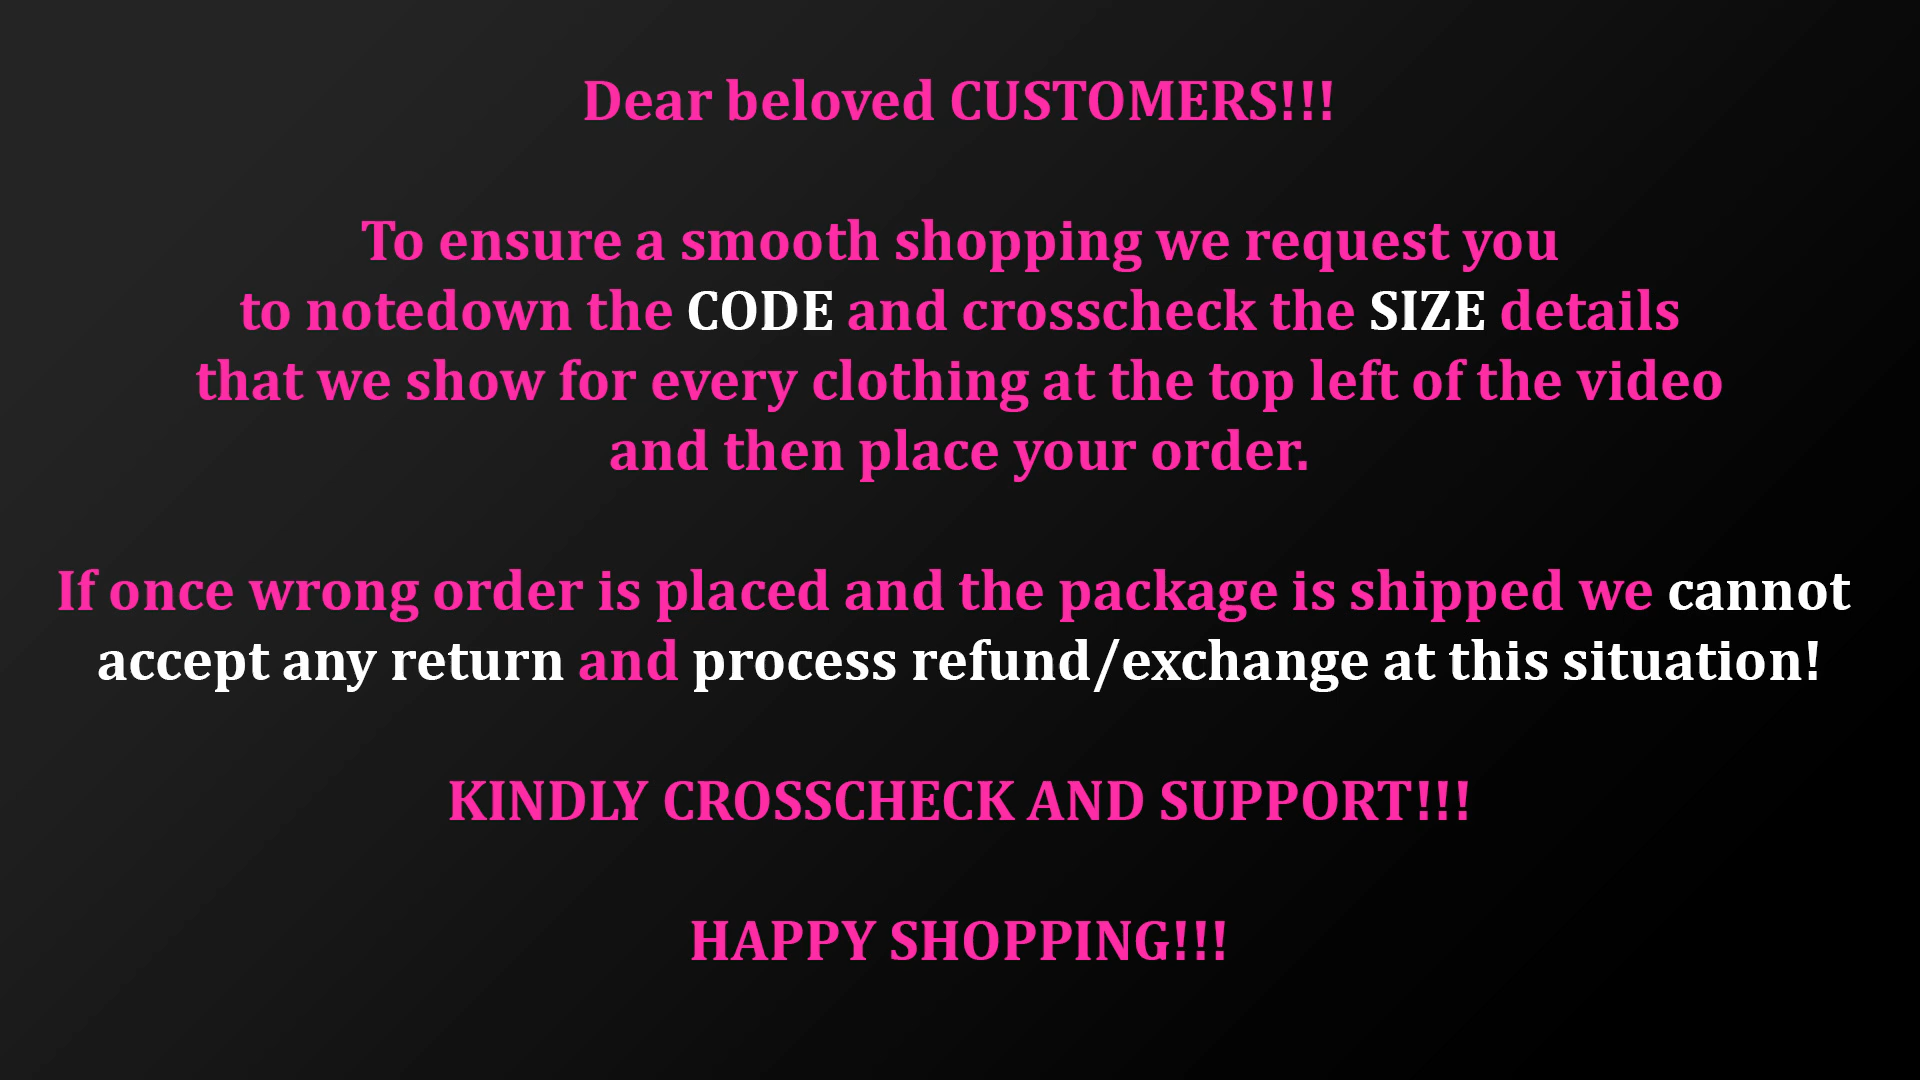 Dear beloved CUSTOMERS!!!
To ensure a smooth shopping we request you
to notedown the CODE and crosscheck the SIZE details
that we show for every clothing at the top left of the video
and then place your order.
If once wrong order is placed and the package is shipped we cannot
accept any return and process refund/exchange at this situation!
KINDLY CROSSCHECK AND SUPPORT!!!
HAPPY SHOPPING!!!